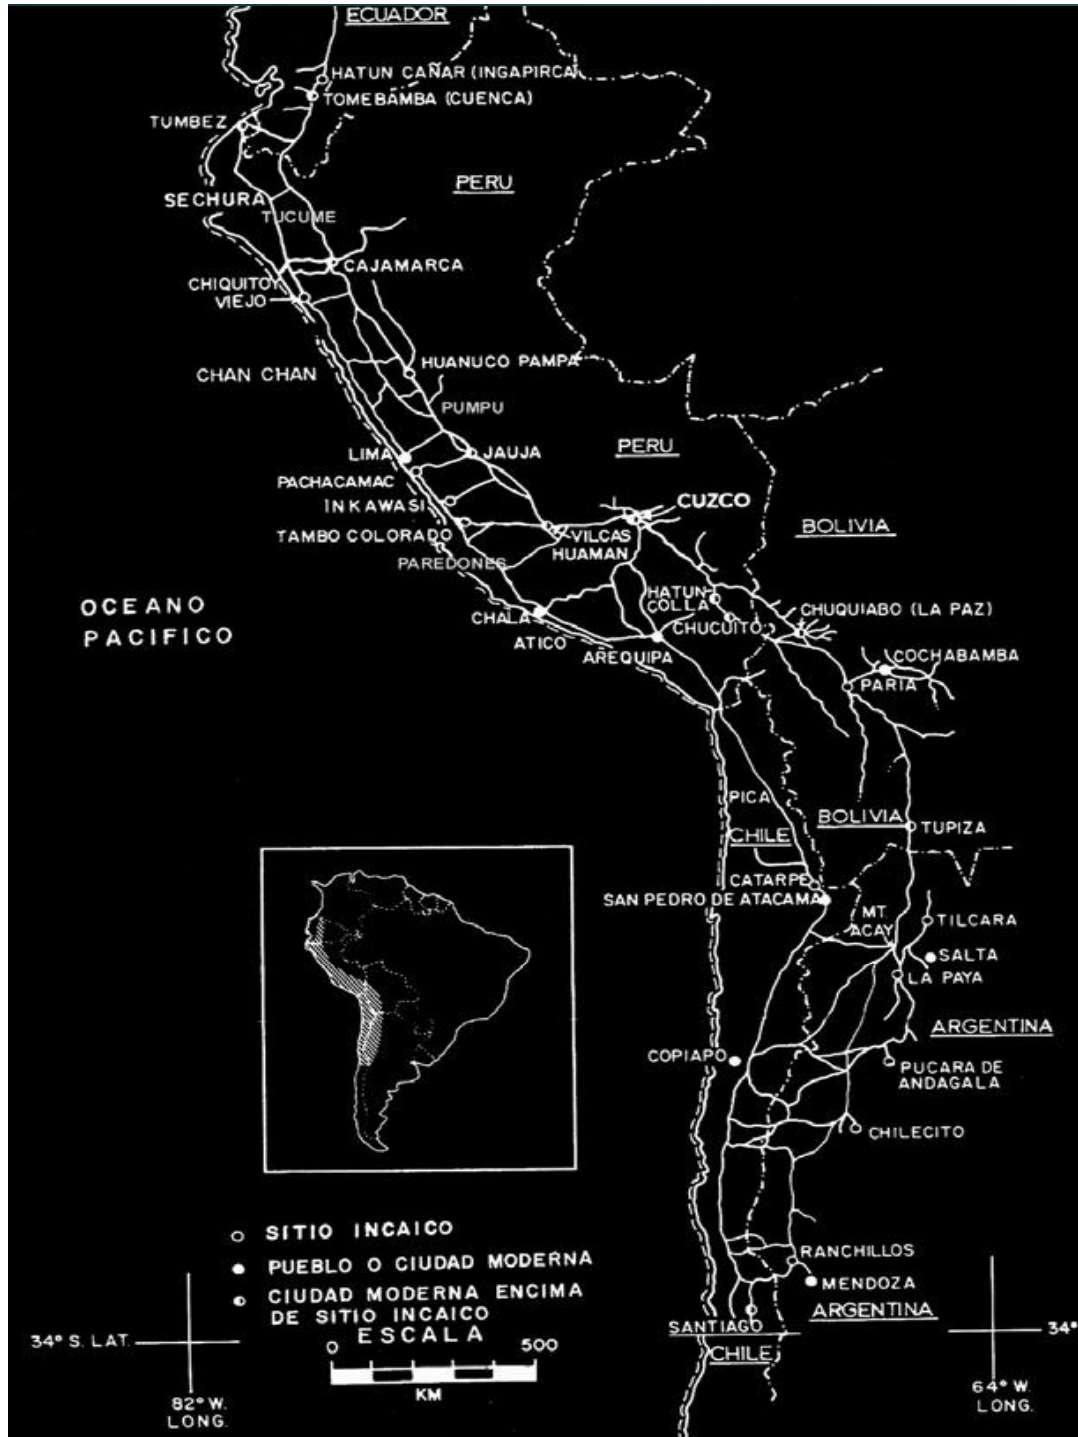 ECUADOR
HATUN CAÑAR (INGAPIRCA)
TOMEBAMBA (CUENCA)
TUMBEZ
PERU
SECHURA
TUCUME
CAJAMARCA
CHIQUITOY
VIEJO
HUANUCO PAMPA
CHAN CHAN
PUMPU
PERU
LIMA
JAUJA
PACHACAMAC
INKAWASI
CUZCO
BOLIVIA
TAMBO COLORADO
VILCAS
HUAMAN
PAREDONES
HATUN
COLLA
OCEANO
PACIFICO
CHALA
CHUCUITO
CHUQUIABO (LA PAZ)
ATICO
AREQUIPA
COCHABAMBA
PARIA
PICA
BOLIVIA
TUPIZA
CHILE
CATARPE
SAN PEDRO DE ATACAMA
MT.
ACAY
TILCARA
SALTA
LA PAYA
ARGENTINA
COPIAPO
PUCARA DE
ANDAGALA
CHILECITO
SITIO INCAICO
PUEBLO O CIUDAD MODERNA
CIUDAD MODERNA ENCIMA
DE SITIO INCAICO
RANCHILLOS
MENDOZA
ARGENTINA
SANTIAGO
CHILE
ESCALA
0 500
KM
34° S. LAT.
34°
82° W.
LONG.
64° W.
LONG.